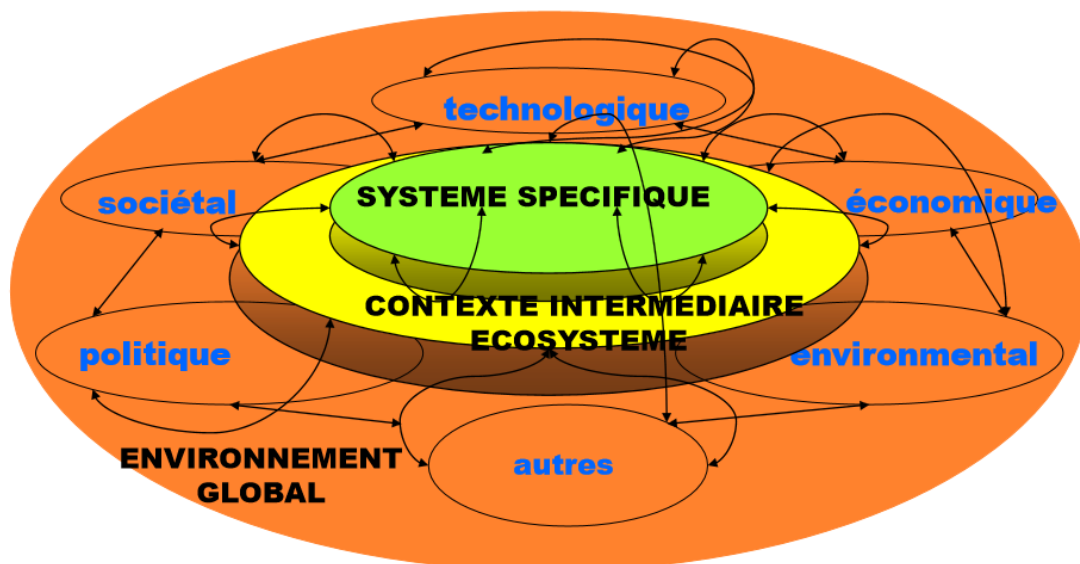 technologique
sociétal
SYSTEME SPECIFIQUE
économique
CONTEXTE INTERMEDIAIRE
ECOSYSTEME
politique
environmental
ENVIRONNEMENT
GLOBAL
autres